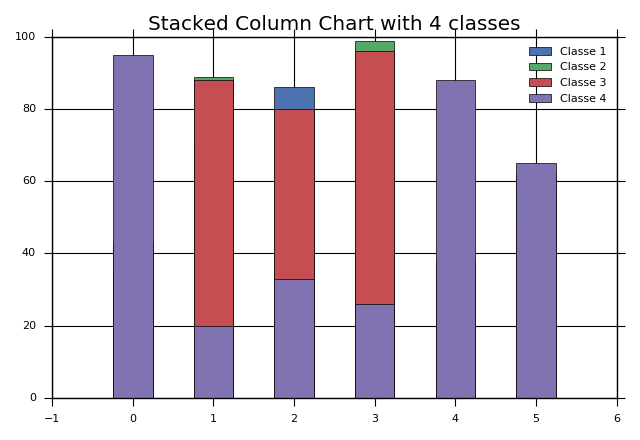 Stacked Column Chart with 4 classes
100
80
60
40
20
0
−1 0 1 2 3 4 5 6
Classe 1
Classe 2
Classe 3
Classe 4